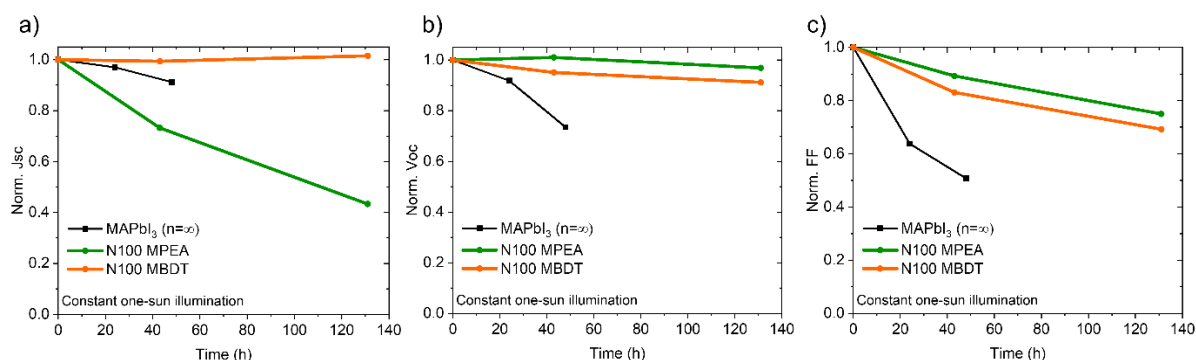 a)
Norm. Jsc
1.0
0.8
0.6
0.4
0.2
0.0
MAPbI₃ (n=∞)
N100 MPEA
N100 MBDT
Constant one-sun illumination
0 20 40 60 80 100 120 140
Time (h)
b)
Norm. Voc
1.0
0.8
0.6
0.4
0.2
0.0
MAPbI₃ (n=∞)
N100 MPEA
N100 MBDT
Constant one-sun illumination
0 20 40 60 80 100 120 140
Time (h)
c)
Norm. FF
1.0
0.8
0.6
0.4
0.2
0.0
MAPbI₃ (n=∞)
N100 MPEA
N100 MBDT
Constant one-sun illumination
0 20 40 60 80 100 120 140
Time (h)